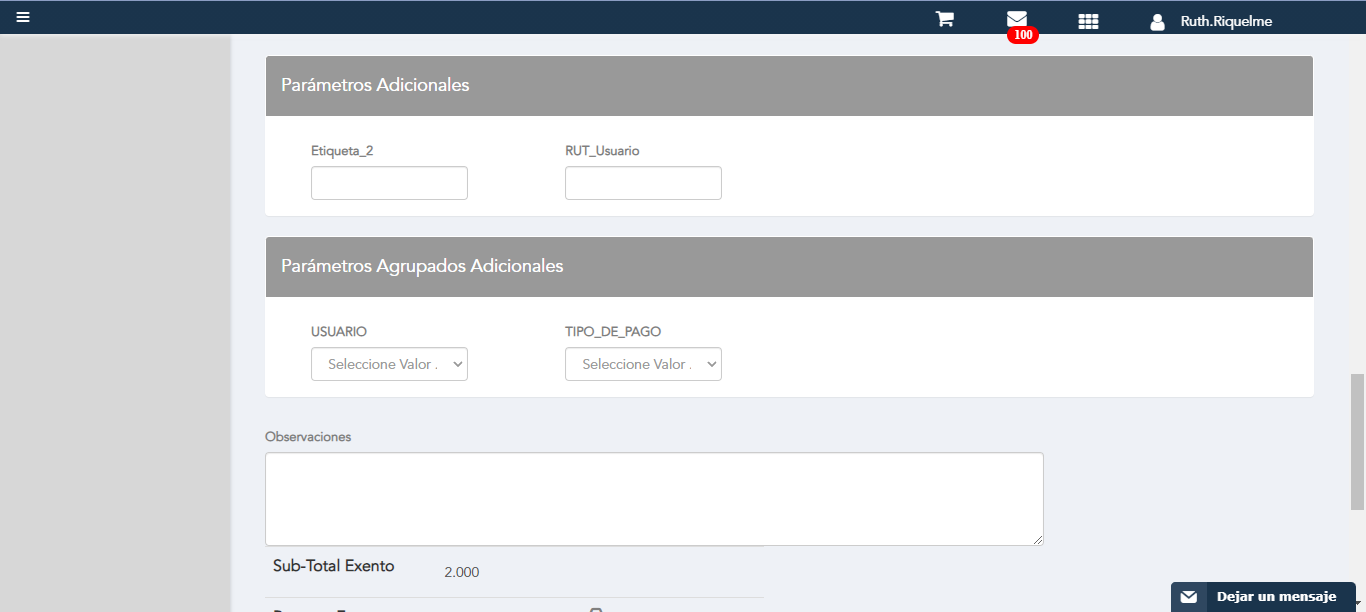 Ruth.Riquelme
100
Parámetros Adicionales
Etiqueta_2 RUT_Usuario
Parámetros Agrupados Adicionales
USUARIO TIPO_DE_PAGO
Seleccione Valor . Seleccione Valor .
Observaciones
Sub-Total Exento 2.000
Dejar un mensaje